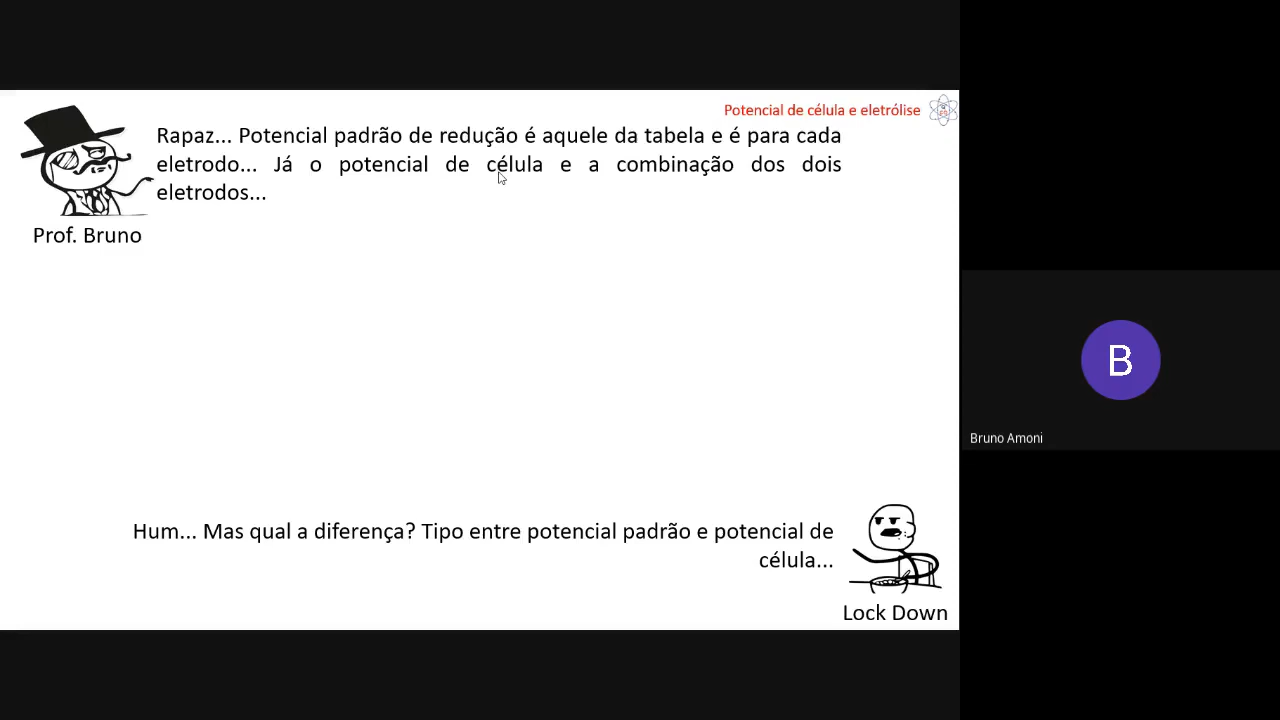 Potencial de célula e eletrólise
Rapaz... Potencial padrão de redução é aquele da tabela e é para cada
eletrodo... Já o potencial de célula e a combinação dos dois
eletrodos...
Prof. Bruno
B
Bruno Amoni
Hum... Mas qual a diferença? Tipo entre potencial padrão e potencial de
célula...
Lock Down